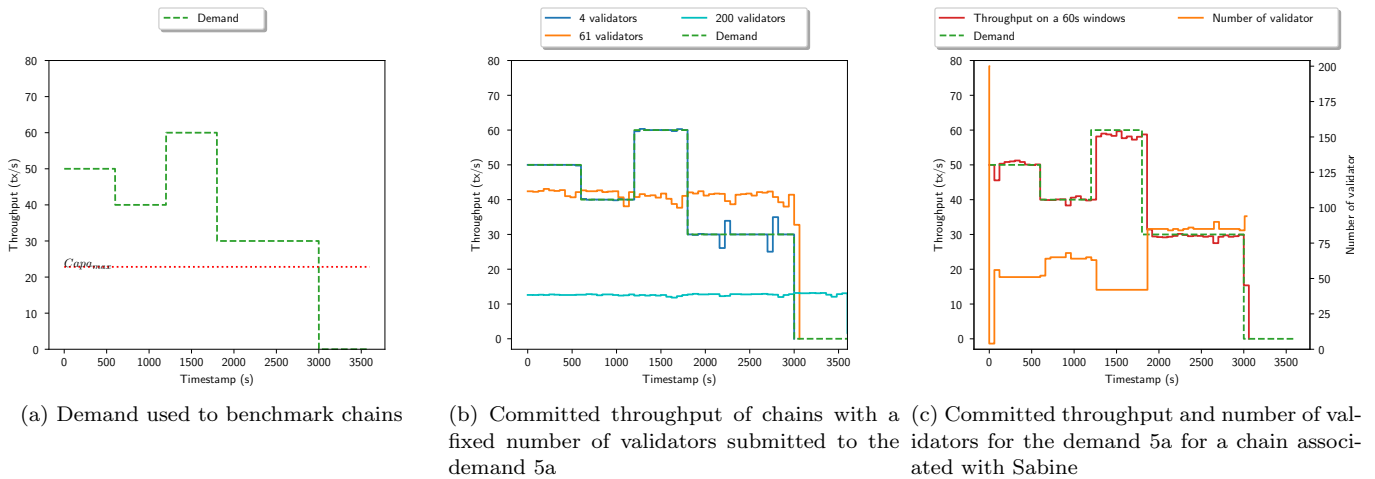 Demand
80
70
60
50
40
30
20
10
0
Throughput (tx/s)
Capa_max
0 500 1000 1500 2000 2500 3000 3500
Timestamp (s)
(a) Demand used to benchmark chains
4 validators 200 validators
61 validators Demand
80
70
60
50
40
30
20
10
0
Throughput (tx/s)
0 500 1000 1500 2000 2500 3000 3500
Timestamp (s)
(b) Committed throughput of chains with a
fixed number of validators submitted to the
demand 5a
Throughput on a 60s windows Number of validator
Demand
80
70
60
50
40
30
20
10
0
Throughput (tx/s)
200
175
150
125
100
75
50
25
0
Number of validator
0 500 1000 1500 2000 2500 3000 3500
Timestamp (s)
(c) Committed throughput and number of val-
idators for the demand 5a for a chain associ-
ated with Sabine